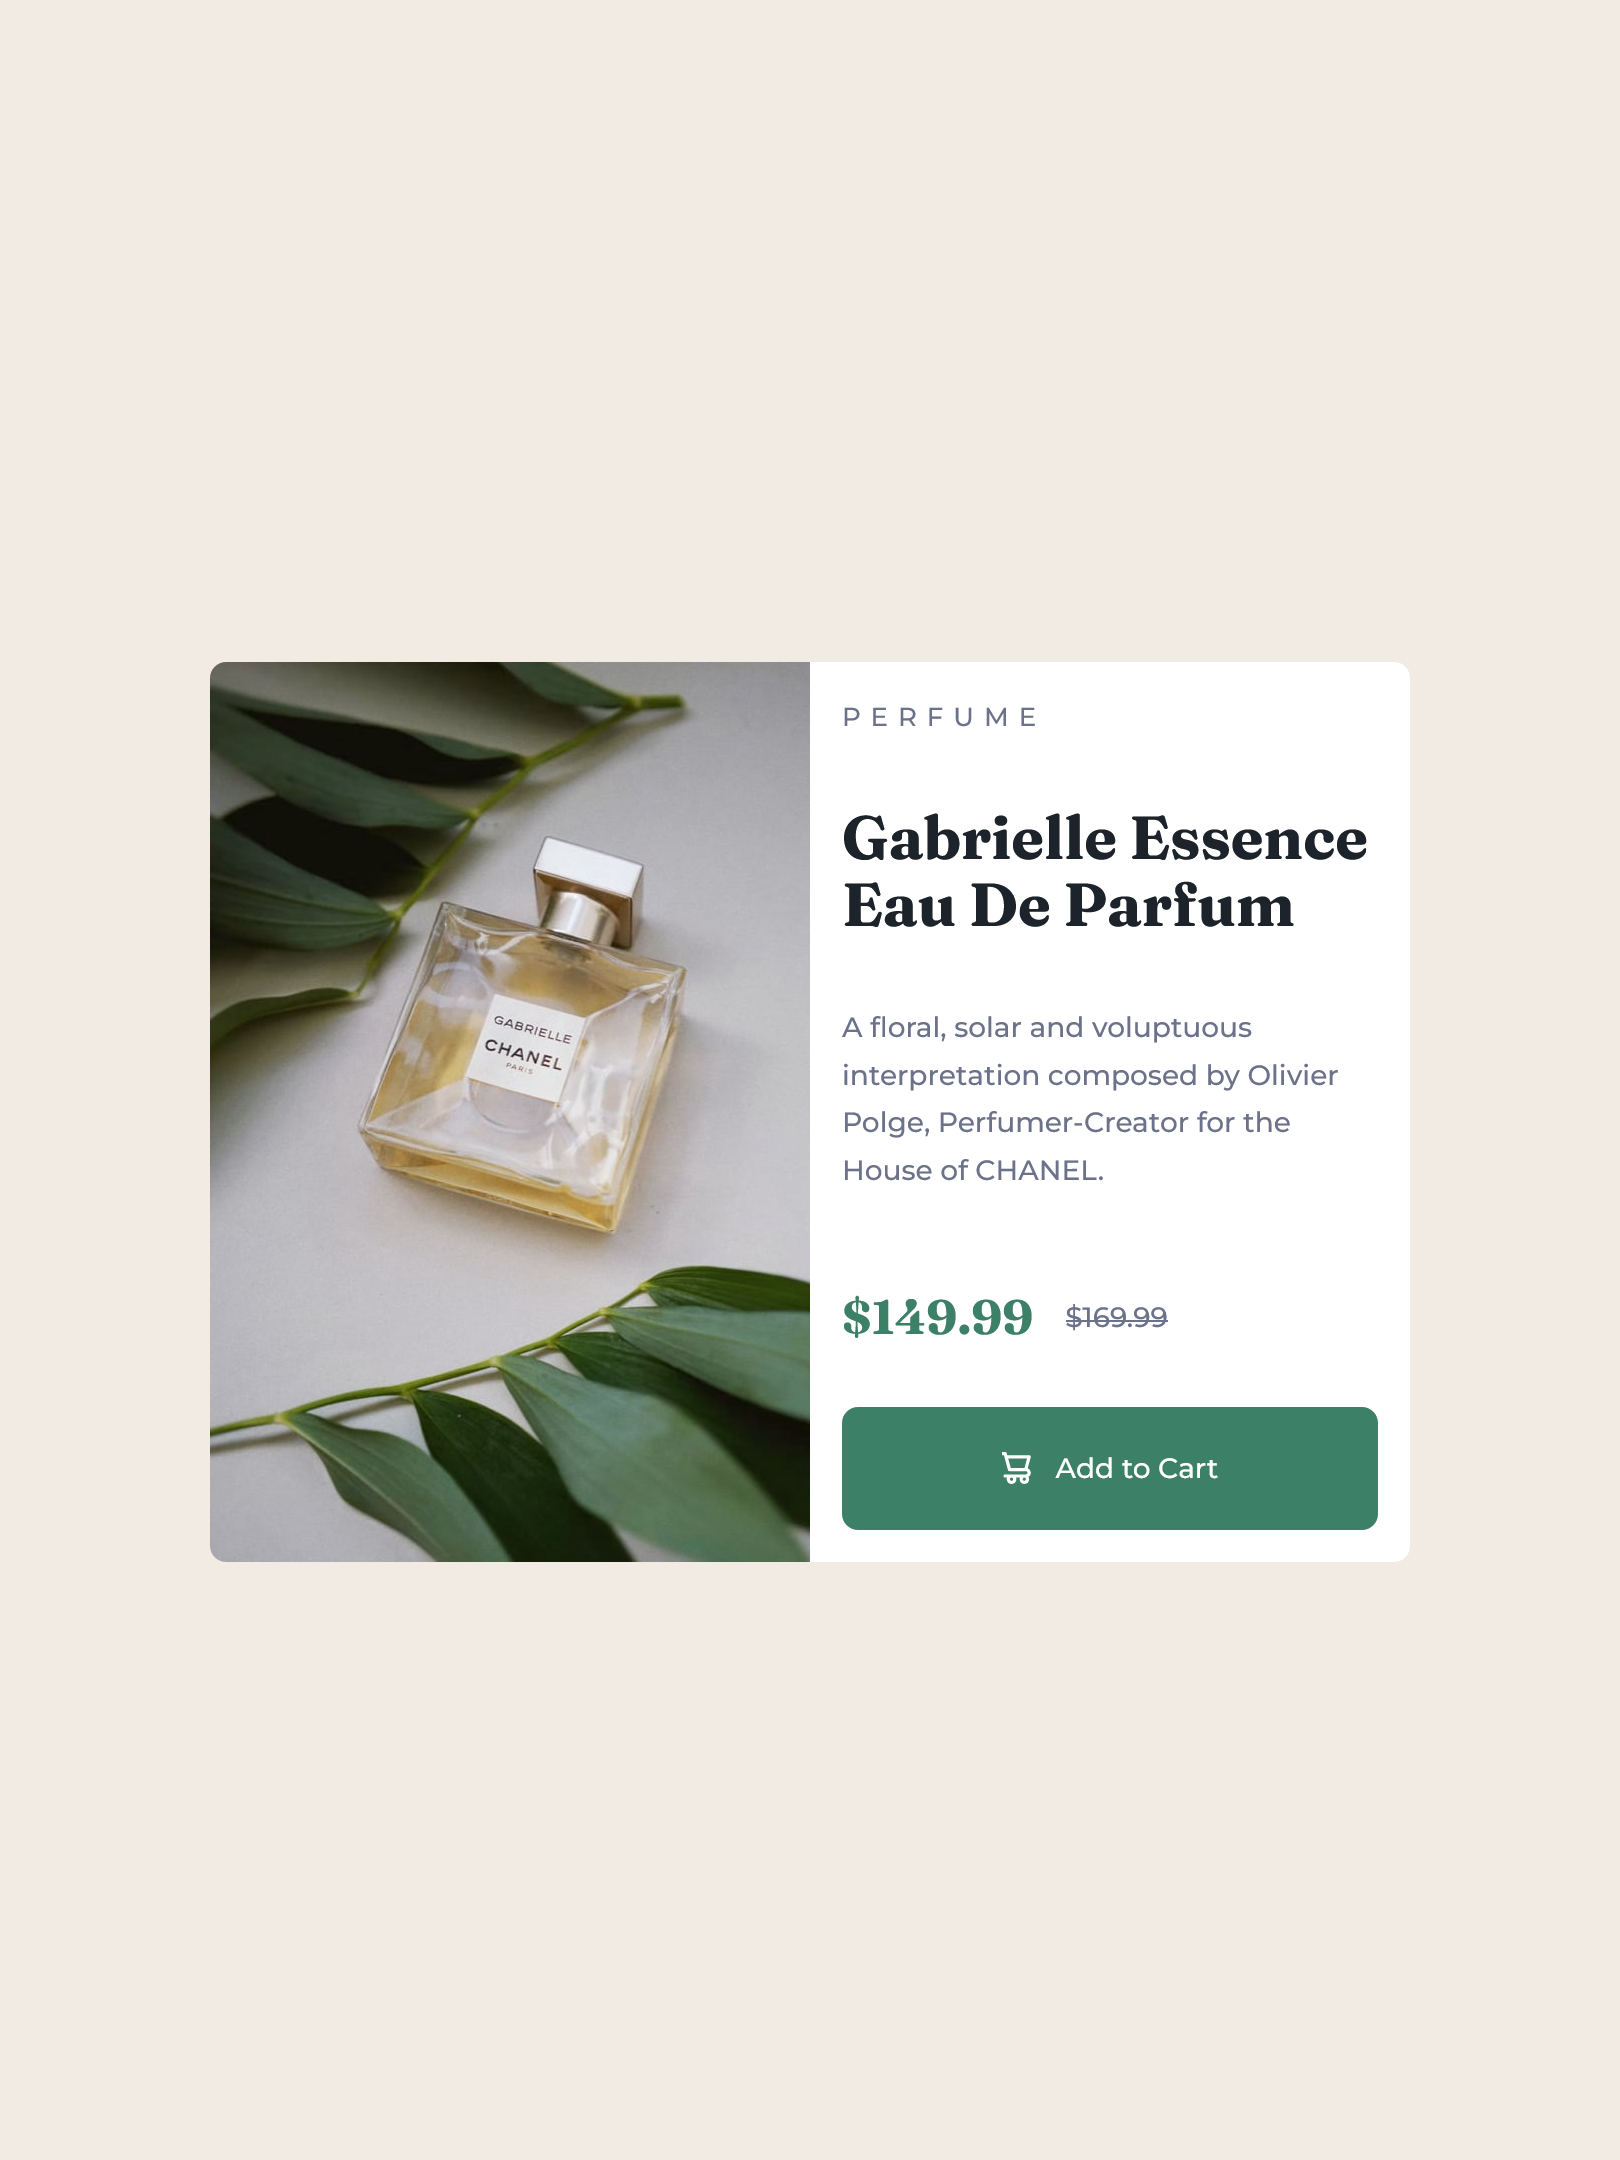 GABRIELLE
CHANEL
PARIS
PERFUME
Gabrielle Essence
Eau De Parfum
A floral, solar and voluptuous
interpretation composed by Olivier
Polge, Perfumer-Creator for the
House of CHANEL.
$149.99 $169.99
Add to Cart